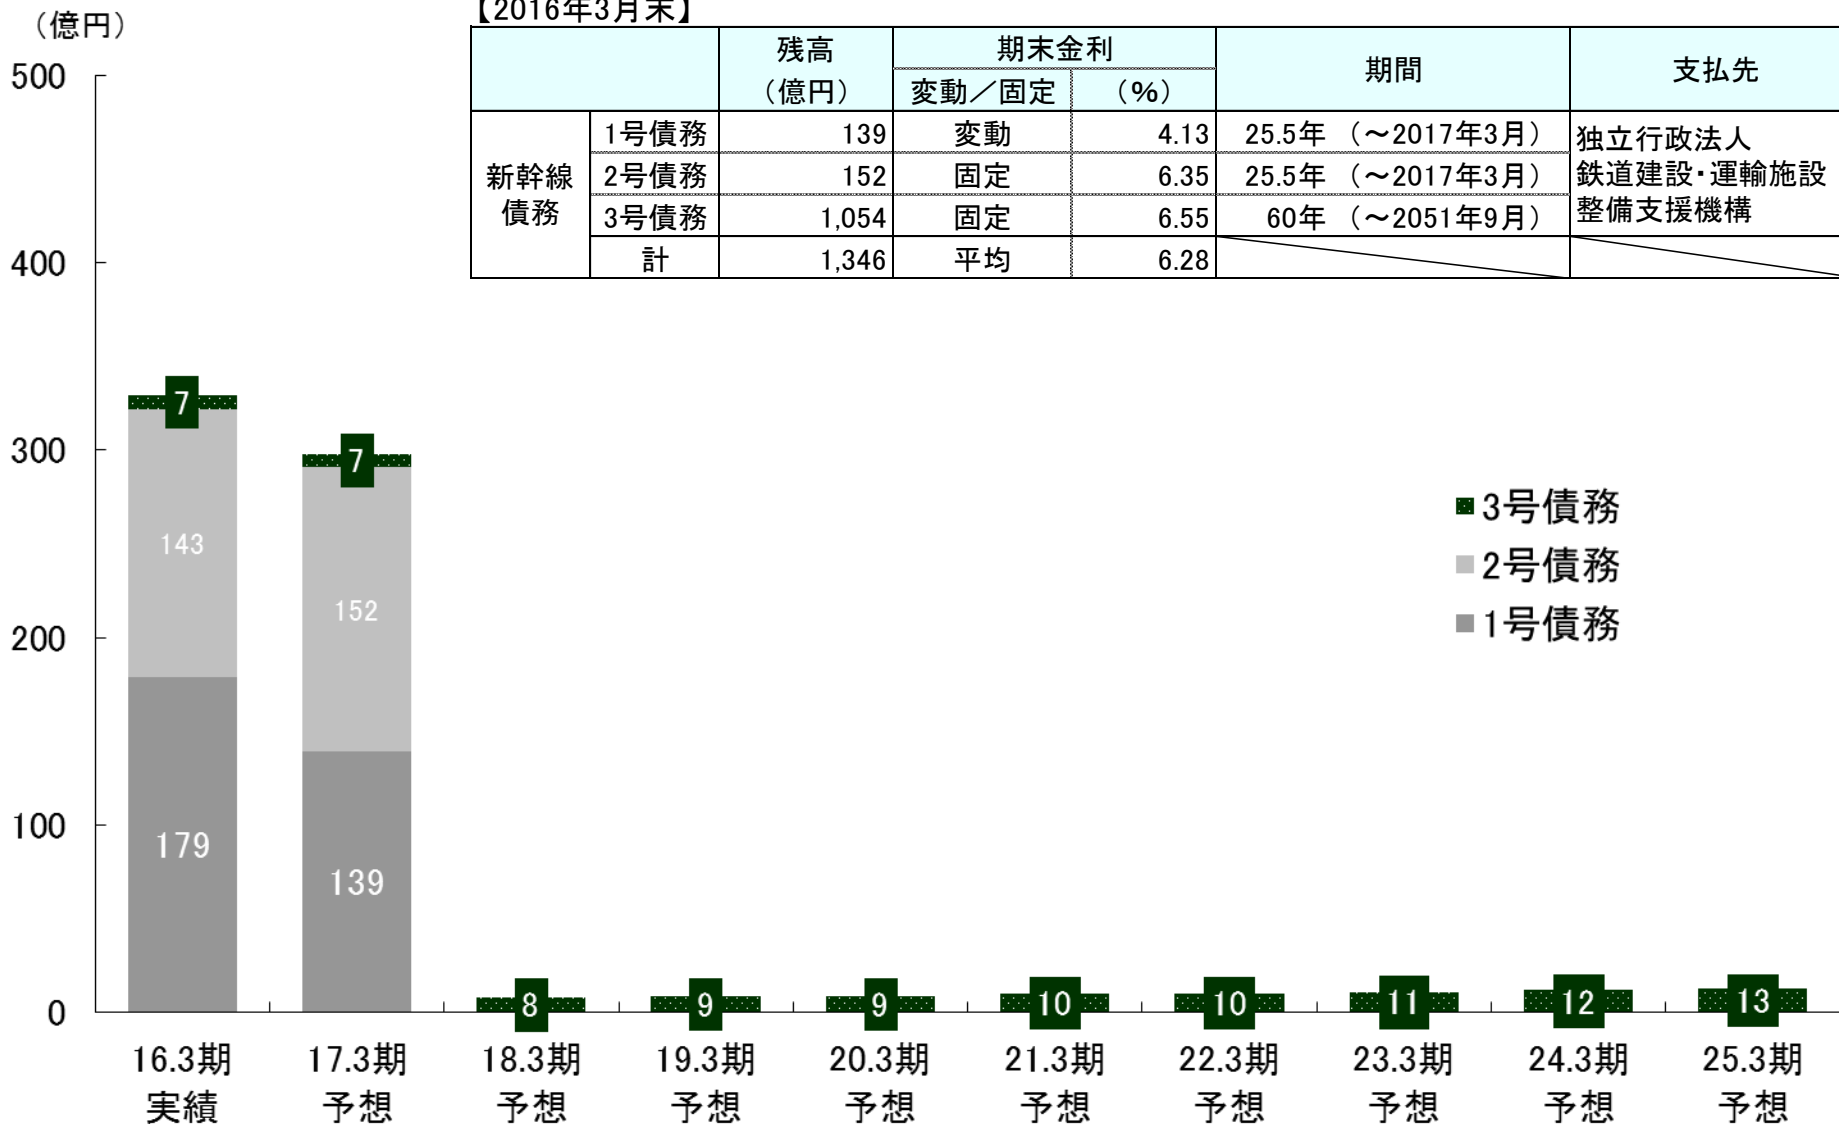 （億円）
【2016年3月末】
残高
（億円）
期末金利
変動／固定
（%）
期間
支払先
新幹線
債務
1号債務 139 変動 4.13 25.5年 （～2017年3月）
2号債務 152 固定 6.35 25.5年 （～2017年3月）
3号債務 1,054 固定 6.55 60年 （～2051年9月）
独立行政法人
鉄道建設・運輸施設
整備支援機構
計 1,346 平均 6.28
500
400
300
200
100
0
7
143
179
7
152
139
8
9
9
10
10
11
12
13
3号債務
2号債務
1号債務
16.3期 17.3期 18.3期 19.3期 20.3期 21.3期 22.3期 23.3期 24.3期 25.3期
実績 予想 予想 予想 予想 予想 予想 予想 予想 予想